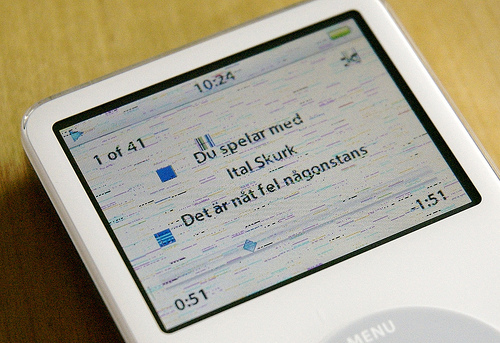 10:24
1 of 41
Du spelar med
Ital Skurk
Det är nåt fel någonstans
0:51
-1:51
MENU